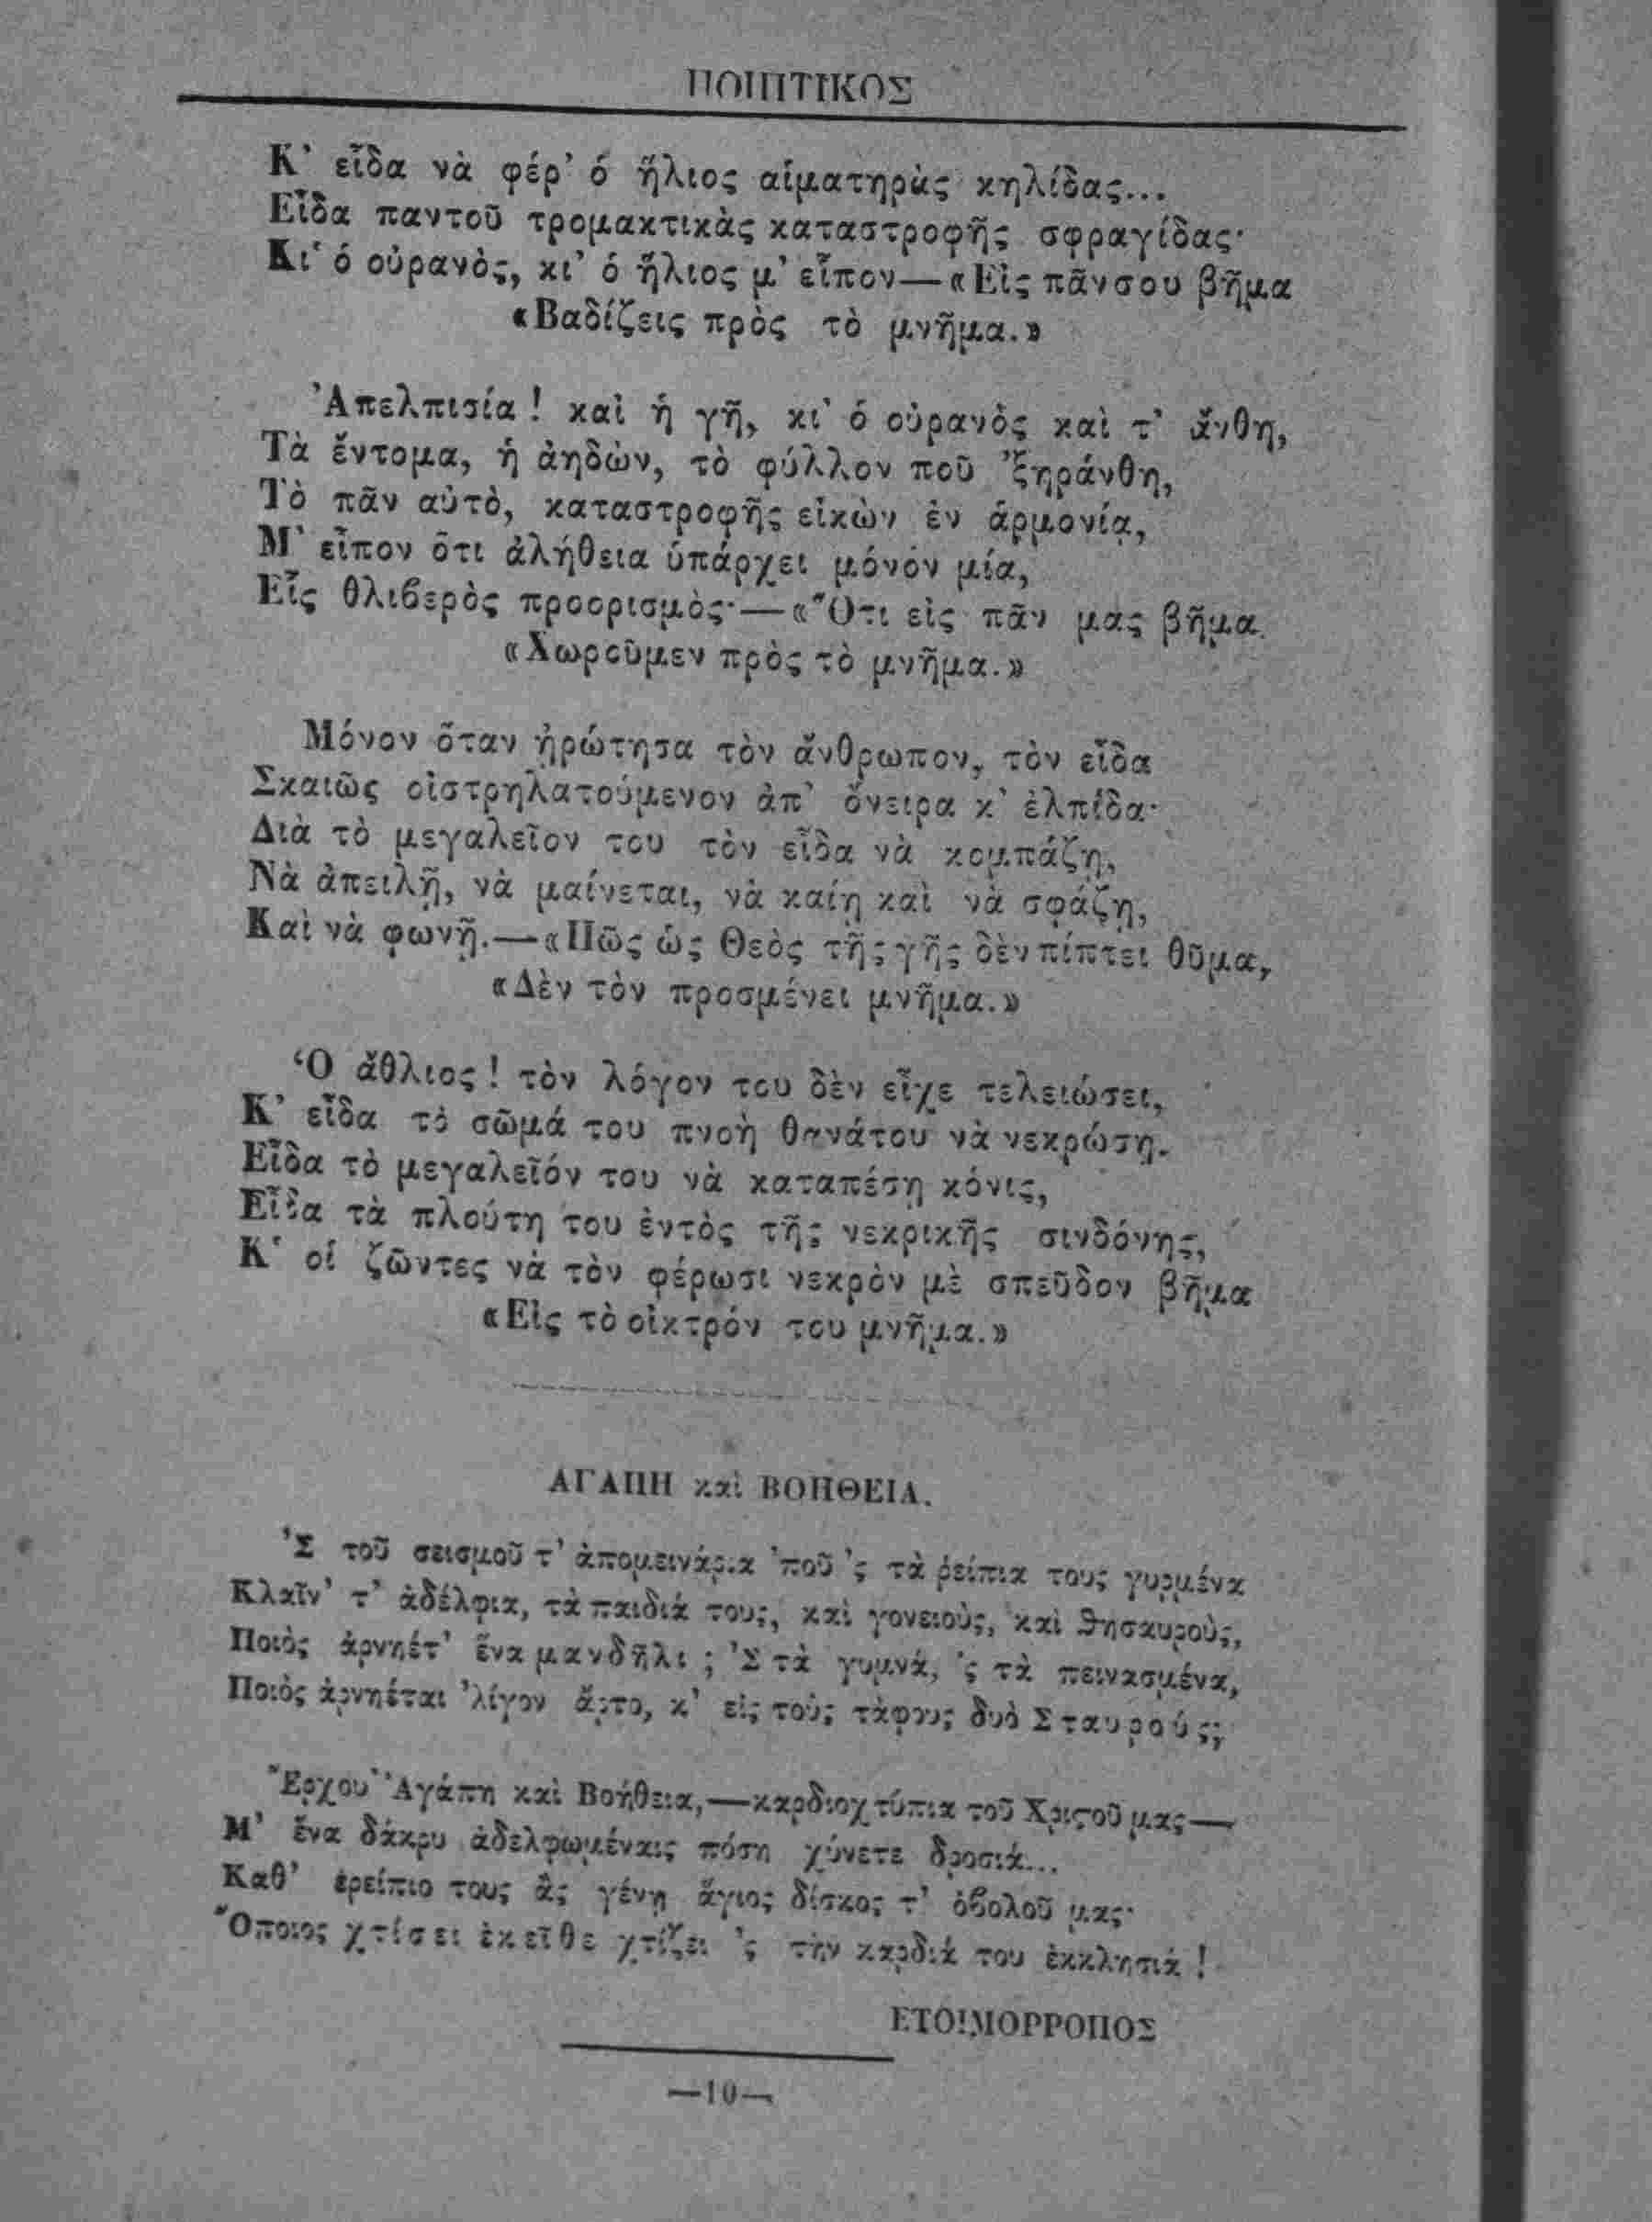 ΠΟΙΗΤΙΚΟΣ
Κ' εἶδα νὰ φέρ' ὁ ἥλιος αἱματηρὰς κηλίδας...
Εἶδα παντοῦ τρομακτικὰς καταστροφῆς σφραγίδας·
Κι' ὁ οὐρανὸς, κι' ὁ ἥλιος μ' εἶπον—«Εἰς πᾶνσου βῆμα
«Βαδίζεις πρὸς τὸ μνῆμα.»
Ἀπελπισία! καὶ ἡ γῆ, κι' ὁ οὐρανὸς καὶ τ' ἄνθη,
Τὰ ἔντομα, ἡ ἀηδὼν, τὸ φύλλον ποῦ 'ξηράνθη,
Τὸ πᾶν αὐτὸ, καταστροφῆς εἰκὼν ἐν ἁρμονίᾳ,
Μ' εἶπον ὅτι ἀλήθεια ὑπάρχει μόνον μία,
Εἷς θλιβερὸς προορισμὸς·—«Ὅτι εἰς πᾶν μας βῆμα
«Χωροῦμεν πρὸς τὸ μνῆμα.»
Μόνον ὅταν ἠρώτησα τὸν ἄνθρωπον, τὸν εἶδα
Σκαιῶς οἰστρηλατούμενον ἀπ' ὄνειρα κ' ἐλπίδα·
Διὰ τὸ μεγαλεῖον του τὸν εἶδα νὰ κομπάζῃ,
Νὰ ἀπειλῇ, νὰ μαίνεται, νὰ καίῃ καὶ νὰ σφάζῃ,
Καὶ νὰ φωνῇ.—«Πῶς ὡς Θεὸς τῆς γῆς δὲν πίπτει θῦμα,
«Δὲν τὸν προσμένει μνῆμα.»
Ὁ ἄθλιος! τὸν λόγον του δὲν εἶχε τελειώσει,
Κ' εἶδα τὸ σῶμά του πνοὴ θανάτου νὰ νεκρώσῃ.
Εἶδα τὸ μεγαλεῖόν του νὰ καταπέσῃ κόνις,
Εἶδα τὰ πλούτη του ἐντὸς τῆς νεκρικῆς σινδόνης,
Κ' οἱ ζῶντες νὰ τὸν φέρωσι νεκρὸν μὲ σπεῦδον βῆμα
«Εἰς τὸ οἰκτρόν του μνῆμα.»
ΑΓΑΠΗ καὶ ΒΟΗΘΕΙΑ.
'Σ τοῦ σεισμοῦ τ' ἀπομεινάρια 'ποῦ 'ς τὰ ῥείπια τους γυρμένα
Κλαῖν' τ' ἀδέλφια, τὰ παιδιά τους, καὶ γονειοὺς, καὶ θησαυροὺς,
Ποιὸς ἀρνηέτ' ἕνα μανδῆλι; 'Σ τὰ γυμνά, 'ς τὰ πεινασμένα,
Ποιὸς ἀρνηέται 'λίγον ἄρτο, κ' εἰς τοὺς τάφους δυὸ Σταυρούς;
Ἔρχου Ἀγάπη καὶ Βοήθεια,—καρδιοχτύπια τοῦ Χριστοῦ μας—
Μ' ἕνα δάκρυ ἀδελφωμέναις πόση χύνετε δροσιά...
Καθ' ἐρείπιο τους ἂς γένῃ ἅγιος δίσκος τ' ὀβολοῦ μας·
Ὅποιος χτίσει ἐκεῖθε χτίζει 'ς τὴν καρδιά του ἐκκλησιά!
ΕΤΟΙΜΟΡΡΟΠΟΣ
—10—